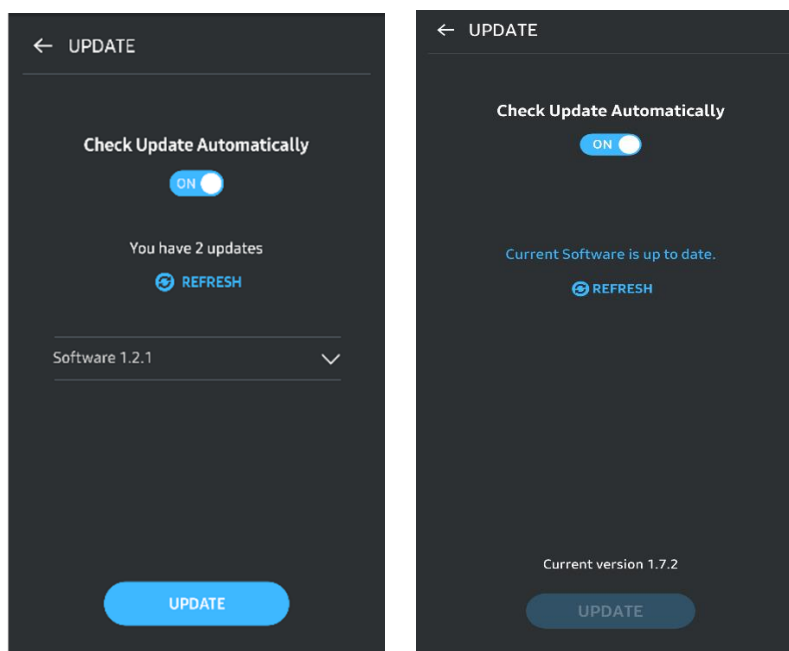 UPDATE
Check Update Automatically
ON
You have 2 updates
REFRESH
Software 1.2.1
UPDATE
UPDATE
Check Update Automatically
ON
Current Software is up to date.
REFRESH
Current version 1.7.2
UPDATE